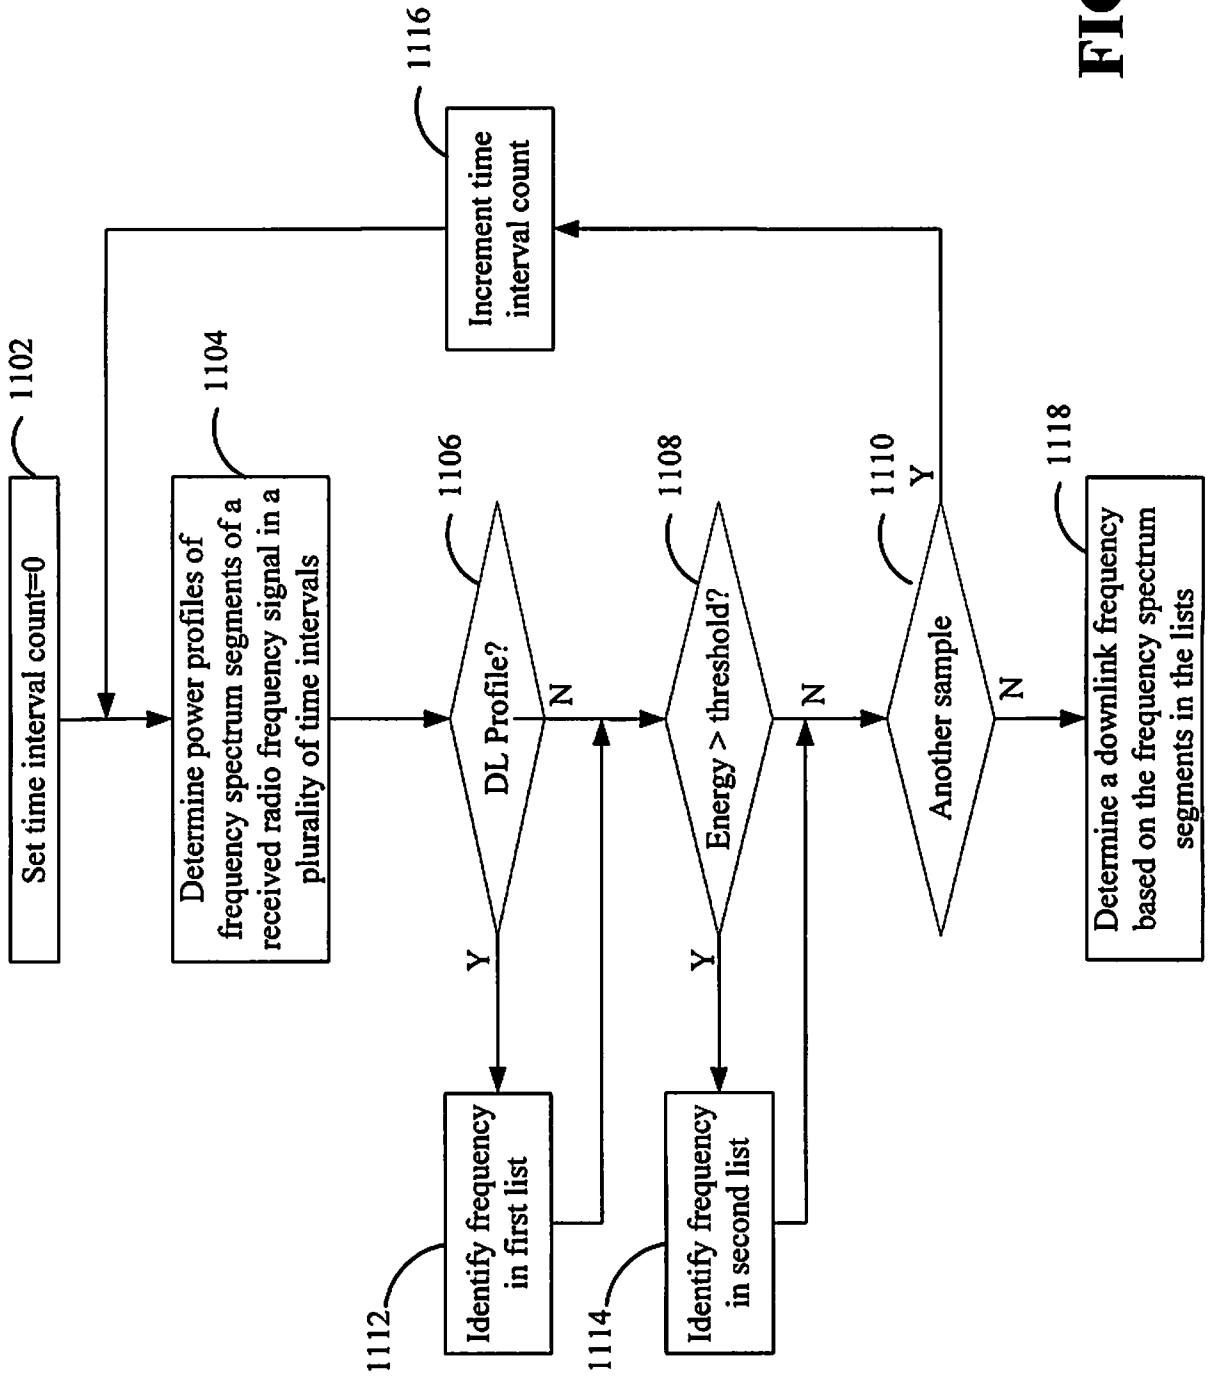 1102
Set time interval count=0
1104
Determine power profiles of
frequency spectrum segments of a
received radio frequency signal in a
plurality of time intervals
1106
DL Profile?
Y
N
1112
Identify frequency
in first list
1108
Energy > threshold?
Y
N
1114
Identify frequency
in second list
1110
Another sample
Y
N
1116
Increment time
interval count
1118
Determine a downlink frequency
based on the frequency spectrum
segments in the lists